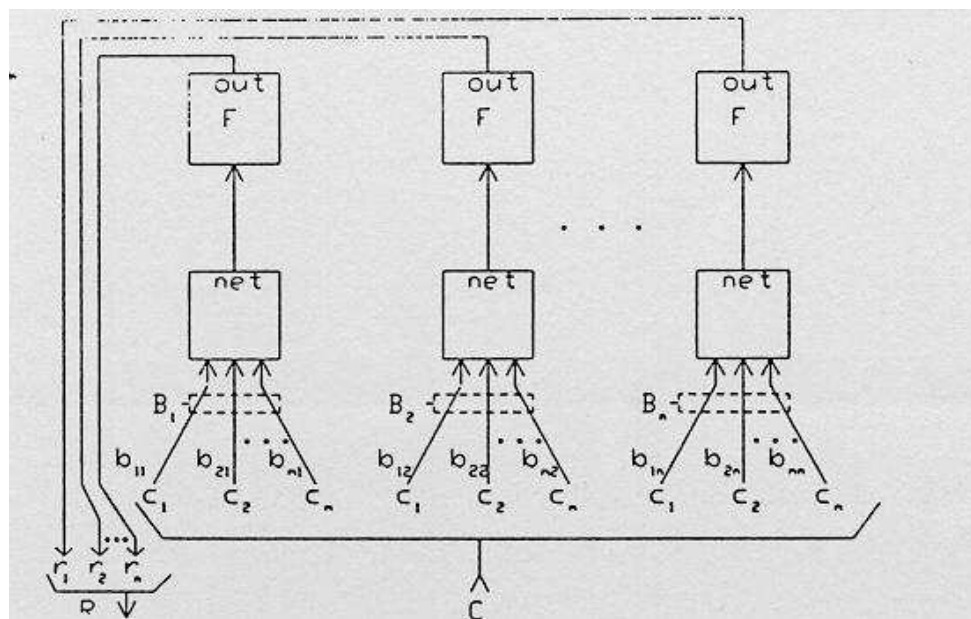 out out out
F F F
. . .
net net net
B₁ B₂ Bₙ
b₁₁ b₂₁ ... bₙ₁ b₁₂ b₂₂ ... bₙ₂ b₁ₙ b₂ₙ ... bₙₙ
C₁ C₂ Cₙ C₁ C₂ Cₙ C₁ C₂ Cₙ
...
r₁ r₂ rₙ
R C